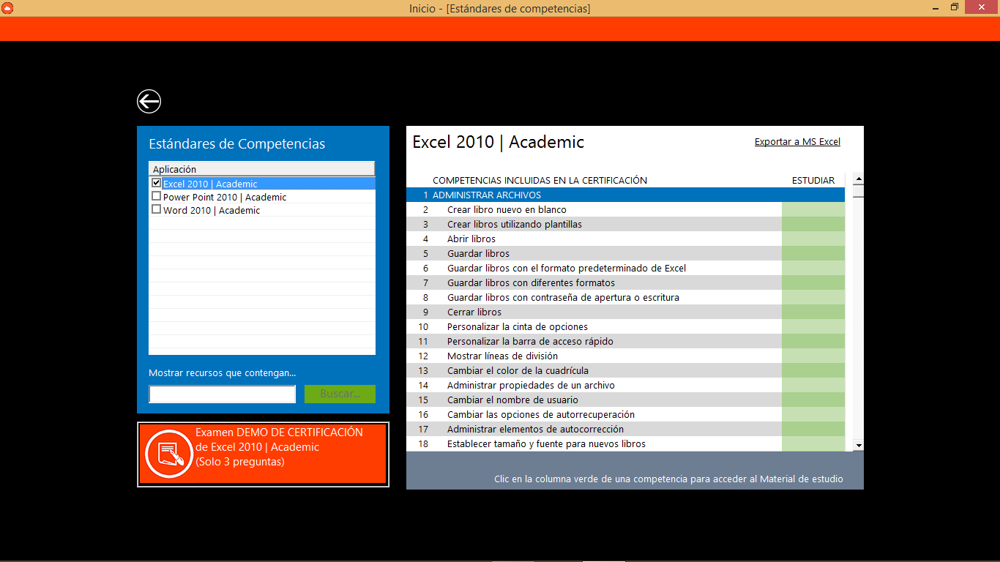 Inicio - [Estándares de competencias]
Estándares de Competencias
Aplicación
Excel 2010 | Academic
Power Point 2010 | Academic
Word 2010 | Academic
Mostrar recursos que contengan...
Buscar...
Examen DEMO DE CERTIFICACIÓN
de Excel 2010 | Academic
(Solo 3 preguntas)
Excel 2010 | Academic
Exportar a MS Excel
COMPETENCIAS INCLUIDAS EN LA CERTIFICACIÓN ESTUDIAR
1 ADMINISTRAR ARCHIVOS
2 Crear libro nuevo en blanco
3 Crear libros utilizando plantillas
4 Abrir libros
5 Guardar libros
6 Guardar libros con el formato predeterminado de Excel
7 Guardar libros con diferentes formatos
8 Guardar libros con contraseña de apertura o escritura
9 Cerrar libros
10 Personalizar la cinta de opciones
11 Personalizar la barra de acceso rápido
12 Mostrar líneas de división
13 Cambiar el color de la cuadrícula
14 Administrar propiedades de un archivo
15 Cambiar el nombre de usuario
16 Cambiar las opciones de autorrecuperación
17 Administrar elementos de autocorrección
18 Establecer tamaño y fuente para nuevos libros
Clic en la columna verde de una competencia para acceder al Material de estudio